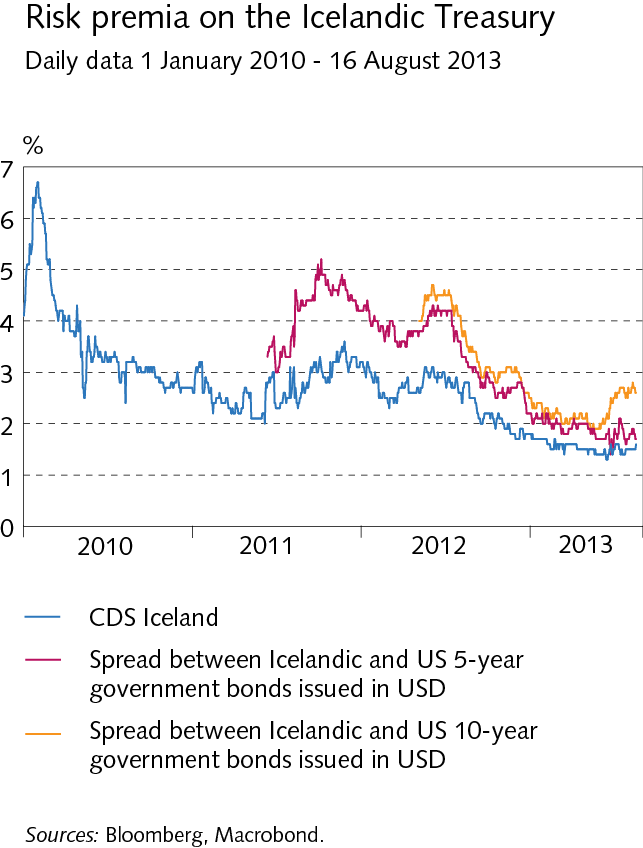 Risk premia on the Icelandic Treasury
Daily data 1 January 2010 - 16 August 2013
%
7
6
5
4
3
2
1
0
2010 2011 2012 2013
CDS Iceland
Spread between Icelandic and US 5-year
government bonds issued in USD
Spread between Icelandic and US 10-year
government bonds issued in USD
Sources: Bloomberg, Macrobond.